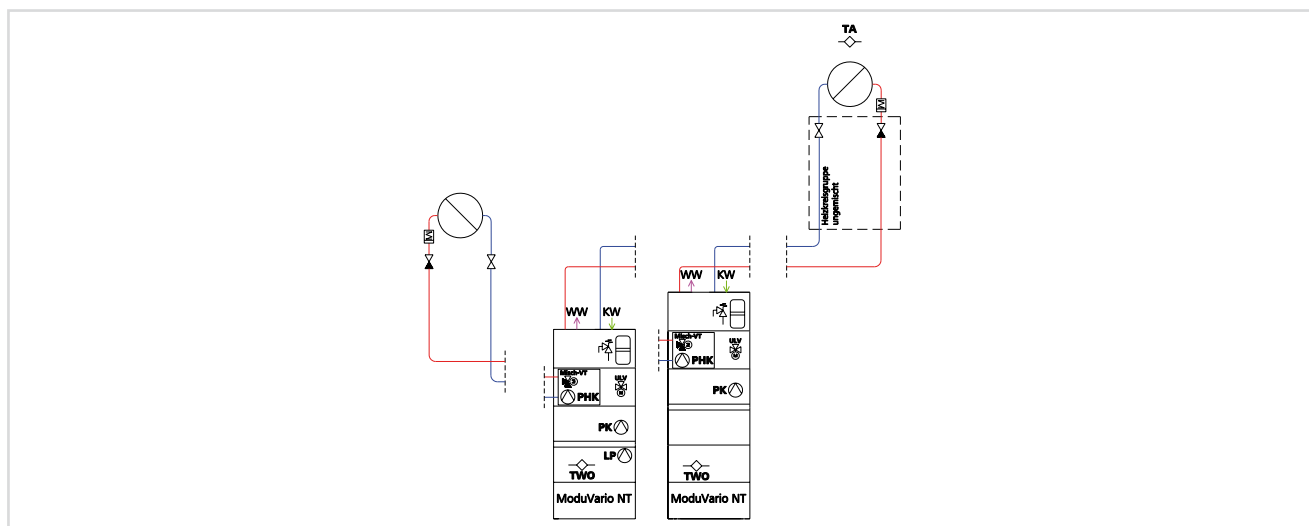 TA
M
Heizkreisgruppe
ungemischt
M
WW
KW
WW
KW
Misch-VT
ULV
PHK
M
Misch-VT
ULV
PHK
M
PK
PK
LP
TWO
TWO
ModuVario NT
ModuVario NT